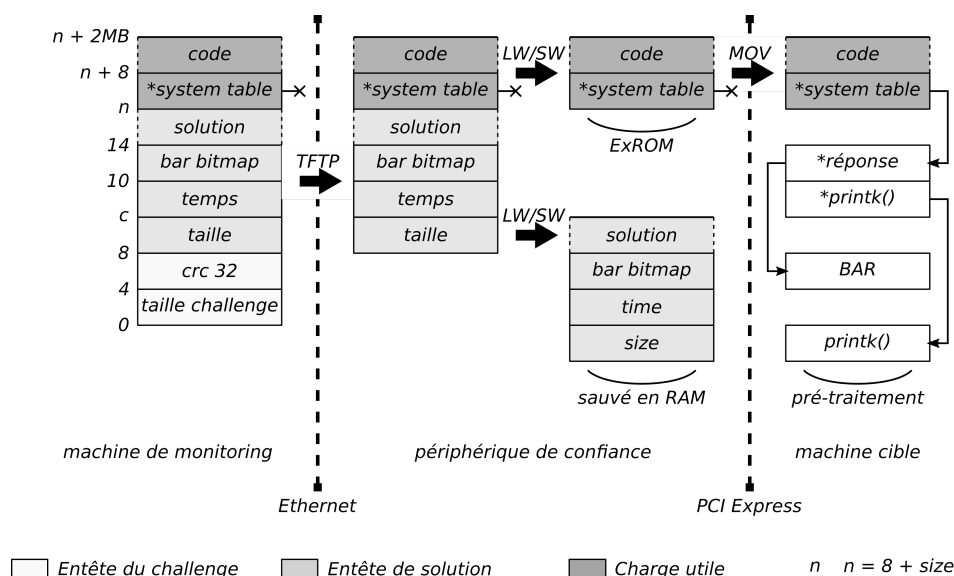 n + 2MB
n + 8
n
14
10
c
8
4
0
code
*system table
solution
bar bitmap
temps
taille
crc 32
taille challenge
TFTP
code
*system table
solution
bar bitmap
temps
taille
LW/SW
LW/SW
code
*system table
ExROM
solution
bar bitmap
time
size
sauvé en RAM
MOV
code
*system table
*réponse
*printk()
BAR
printk()
pré-traitement
machine de monitoring
périphérique de confiance
machine cible
Ethernet
PCI Express
Entête du challenge
Entête de solution
Charge utile
n n = 8 + size